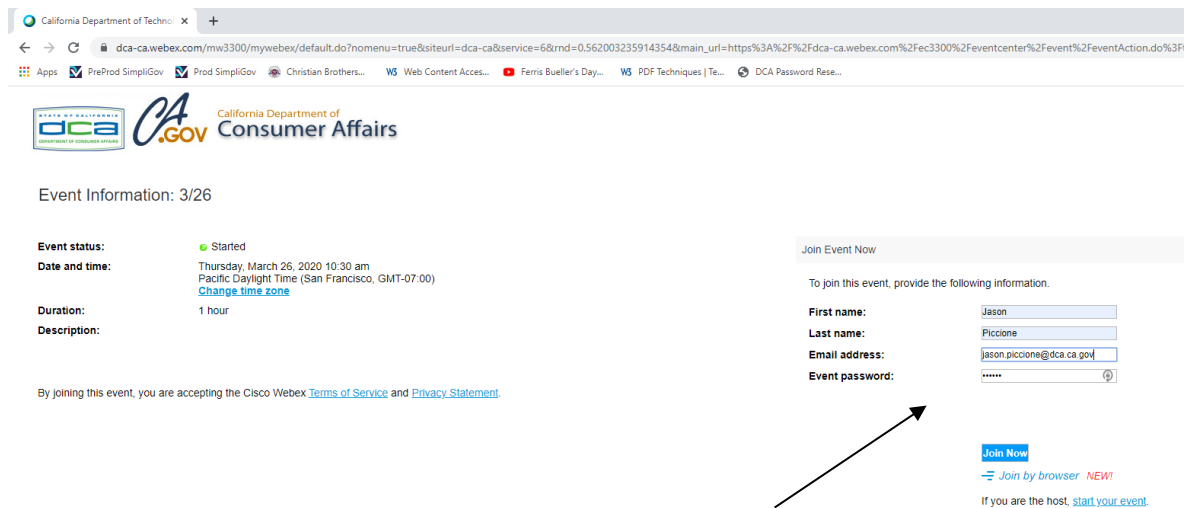 California Department of Technol
dca-ca.webex.com/mw3300/mywebex/default.do?nomenu=true&siteurl=dca-ca&service=6&rnd=0.562003235914354&main_url=https%3A%2F%2Fdca-ca.webex.com%2Fec3300%2Feventcenter%2Fevent%2FeventAction.do%3Ft
Apps PreProd SimpliGov Prod SimpliGov Christian Brothers... Web Content Acces... Ferris Bueller's Day... PDF Techniques | Te... DCA Password Rese...
STATE OF CALIFORNIA
dca
DEPARTMENT OF CONSUMER AFFAIRS
CA
.GOV
California Department of
Consumer Affairs
Event Information: 3/26
Event status: Started
Date and time: Thursday, March 26, 2020 10:30 am
Pacific Daylight Time (San Francisco, GMT-07:00)
Change time zone
Duration: 1 hour
Description:
By joining this event, you are accepting the Cisco Webex Terms of Service and Privacy Statement.
Join Event Now
To join this event, provide the following information.
First name: Jason
Last name: Piccione
Email address: jason.piccione@dca.ca.gov
Event password: ••••••
Join Now
Join by browser NEW!
If you are the host, start your event.